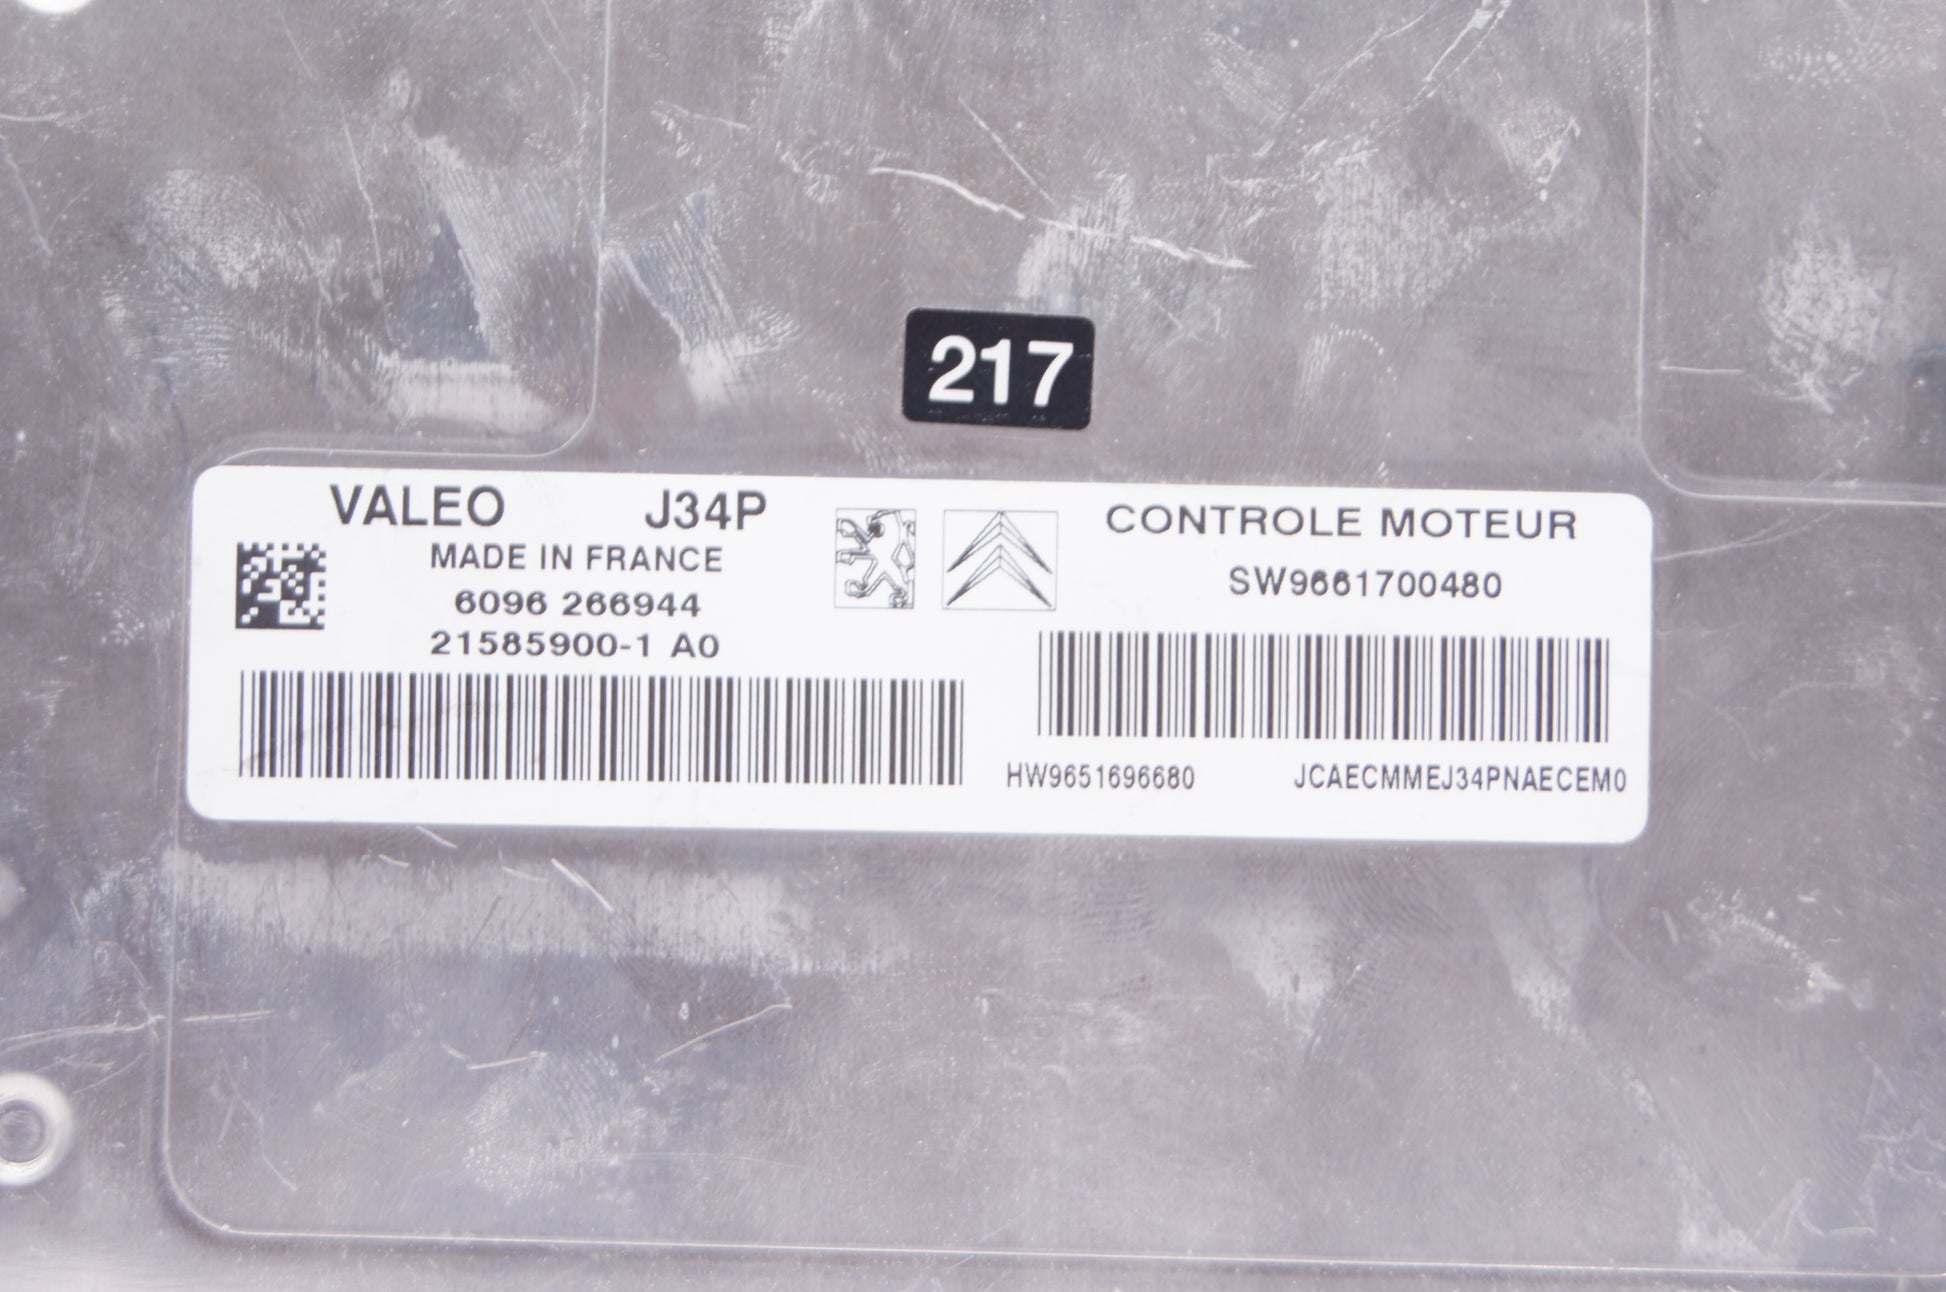 217
VALEO J34P
MADE IN FRANCE
6096 266944
21585900-1 A0
CONTROLE MOTEUR
SW9661700480
HW9651696680 JCAECMMEJ34PNAECEM0